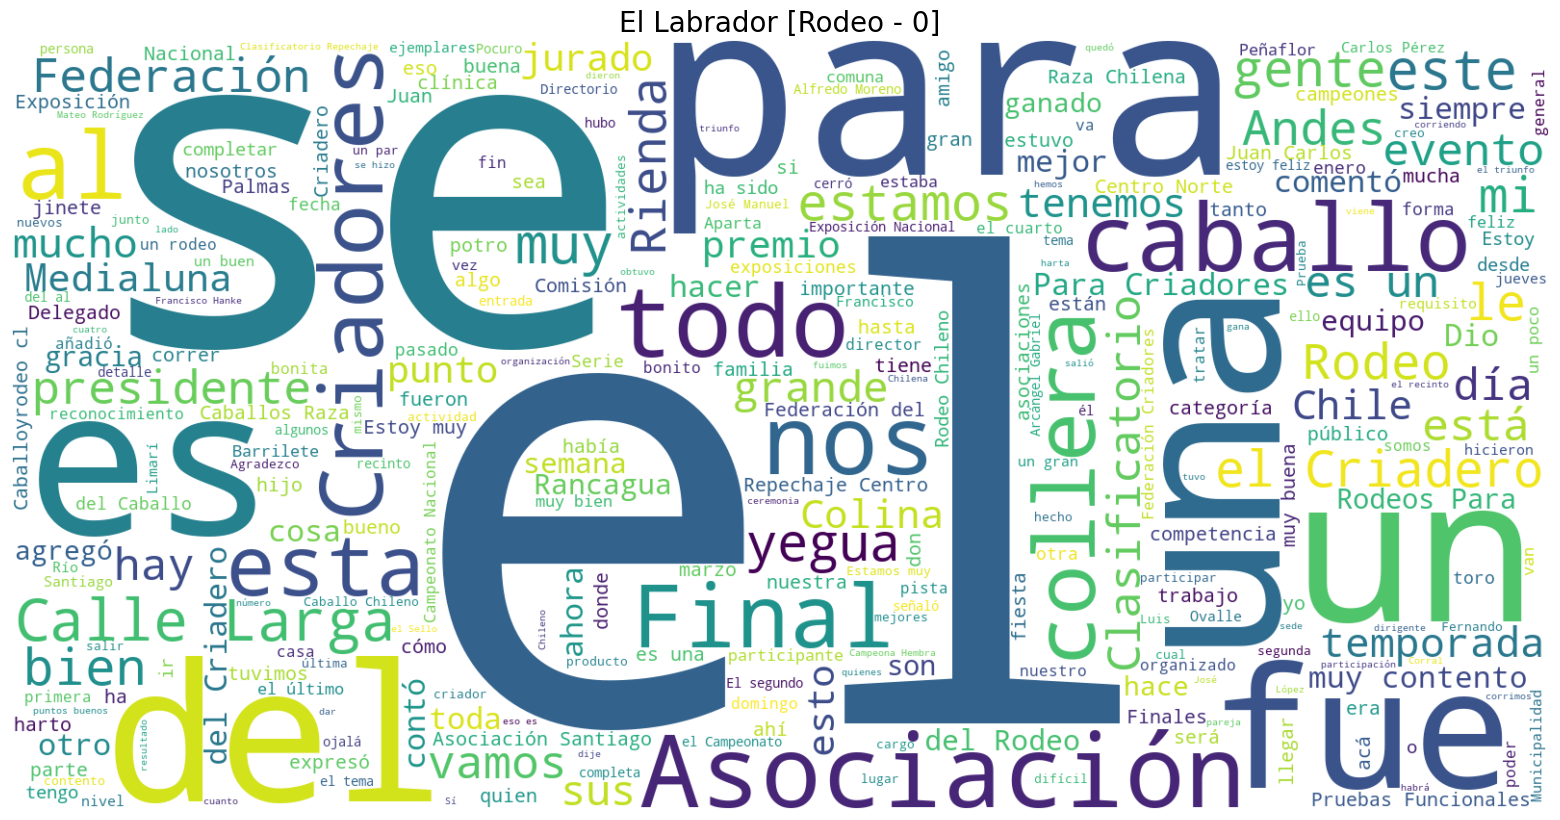 El Labrador [Rodeo - 0]
persona
Nacional
Clasificatorio Repechaje
ejemplares
Pocuro
jurado
para
quedó
Peñaflor
Carlos Pérez
Federación
eso
buena
clínica
Directorio
comuna
Alfredo Moreno
amigo
Raza Chilena
gente
este
campeones
Exposición
Mateo Rodríguez
Juan
Criadores
se
hubo
Rienda
triunfo
gran
ganado
estuvo
va
Andes
siempre
corriendo
general
al
completar
nosotros
Palmas
Criadero
un par
se hizo
fin
sea
actividades
si
mejor
Juan Carlos
creo
evento
estoy feliz
enero
comentó
mucha
el triunfo
jinete
fecha
ha sido
José Manuel
cerró
estaba
hemos
Centro Norte
tanto
viene
forma
mi
nuevos
junto
lado
estamos
tenemos
feliz
mucho
un rodeo
un buen
potro
muy
Aparta
Exposición Nacional
el cuarto
tema
harta
caballo
Estoy
desde
premio
vez
algo
Comisión
obtuvo
exposiciones
Prueba
jueves
Medialuna
del al
Francisco Hanke
entrada
hacer
importante
Francisco
Para Criadores
es un
requisito
le
Delegado
cuatro
añadió
todo
hasta
director
están
ello
equipo
Dio
un poco
gracia
correr
detalle
pasado
organización
Serie
bonito
familia
tiene
fuimos
Chilena
asociaciones
Arcángel Gabriel
salió
gana
tratar
Rodeo
el recinto
día
presidente
bonita
punto
fueron
grande
Rodeo Chileno
collera
Clasificatorio
una
categoría
Chile
Caballoyrodeo cl
reconocimiento
Caballos Raza
algunos
mismo
actividad
Federación del
él
Federación Criadores
público
está
es
Limarí
Barrilete
Agradezco
Estoy muy
recinto
había
nos
somos
hicieron
hijo
semana
un gran
tuvo
el Criadero
del Caballo
Campeonato Nacional
Rancagua
muy bien
Repechaje Centro
ceremonia
hecho
muy buena
Rodeos Para
cosa
bueno
Colina
otra
competencia
un
agregó
Río
Santiago
hay
esta
el
yegua
don
marzo
Estamos muy
nuestra
pista
participar
trabajo
toro
van
del Criadero
número
Caballo Chileno
el Sello
Chileno
ahora
donde
Final
señaló
mejores
fiesta
Luis
Ovalle
yo
sede
dirigente
Fernando
Calle Larga
salir
casa
última
cómo
producto
es una
participante
Campeona Hembra
cual
segunda
temporada
bien
ir
tuvimos
criador
El segundo
quienes
son
nuestro
organizado
José
participación
Corral
primera
ha
el último
puntos buenos
dar
contó
eso es
domingo
esto
hace
López
muy contento
corrimos
harto
del
toda
ahí
Finales
pareja
era
otro
resultado
ojalá
Asociación Santiago
dije
el Campeonato
cargo
del Rodeo
será
fue
llegar
acá
o
Municipalidad
parte
contento
expresó
el tema
vamos
completa
lugar
difícil
habrá
poder
tengo
nivel
cuanto
sí
quien
sus
Asociación
Pruebas Funcionales
dieron